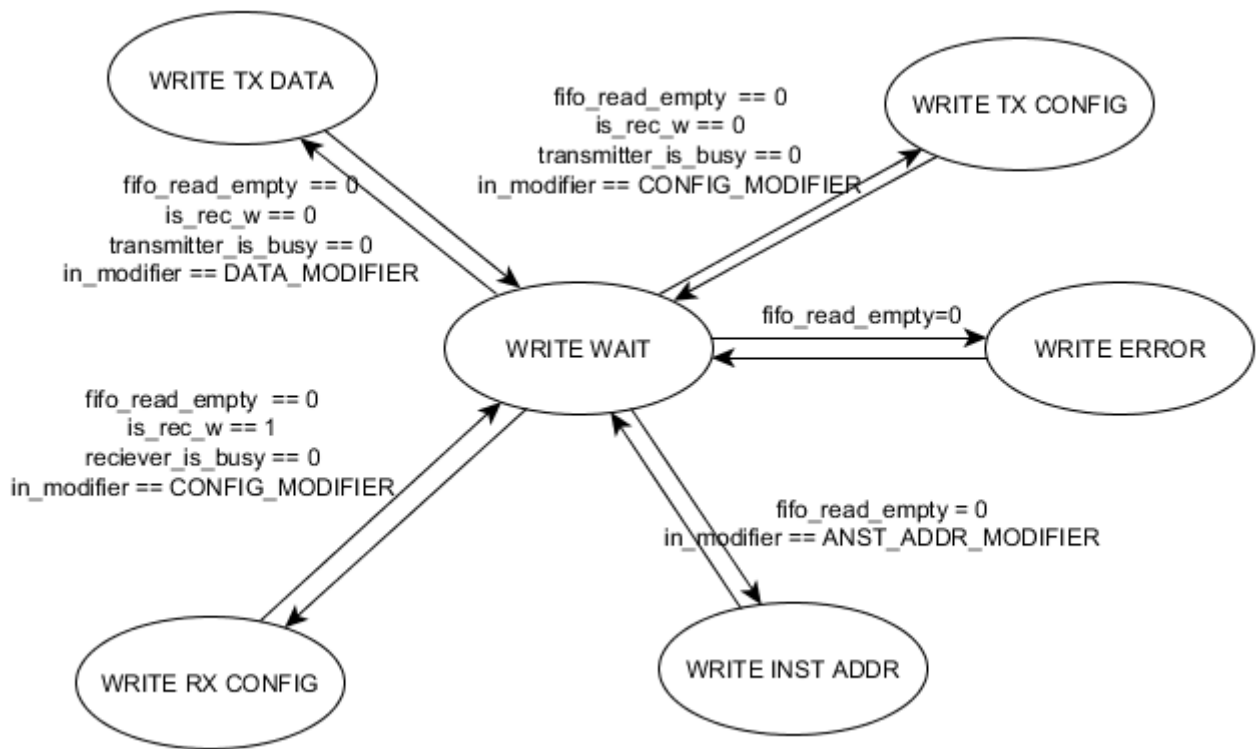 WRITE TX DATA
WRITE TX CONFIG
fifo_read_empty == 0
is_rec_w == 0
transmitter_is_busy == 0
in_modifier == CONFIG_MODIFIER
fifo_read_empty == 0
is_rec_w == 0
transmitter_is_busy == 0
in_modifier == DATA_MODIFIER
WRITE WAIT
fifo_read_empty=0
WRITE ERROR
fifo_read_empty == 0
is_rec_w == 1
reciever_is_busy == 0
in_modifier == CONFIG_MODIFIER
fifo_read_empty = 0
in_modifier == ANST_ADDR_MODIFIER
WRITE RX CONFIG
WRITE INST ADDR